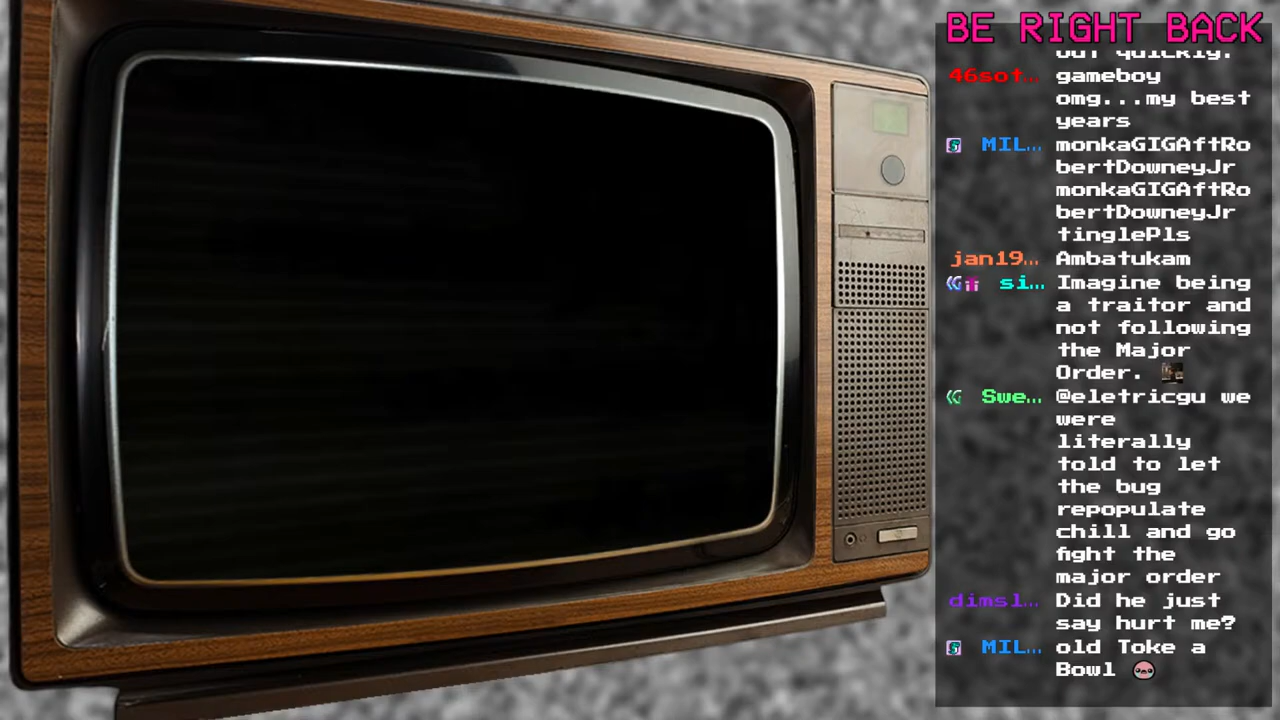 BE RIGHT BACK
out quickly.
46sot… gameboy
omg...my best
years
MIL… monkaGIGAftRo
bertDowneyJr
monkaGIGAftRo
bertDowneyJr
tinglePls
jan19… Ambatukam
si… Imagine being
a traitor and
not following
the Major
Order.
Swe… @eletricgu we
were
literally
told to let
the bug
repopulate
chill and go
fight the
major order
dimsl… Did he just
say hurt me?
MIL… old Toke a
Bowl